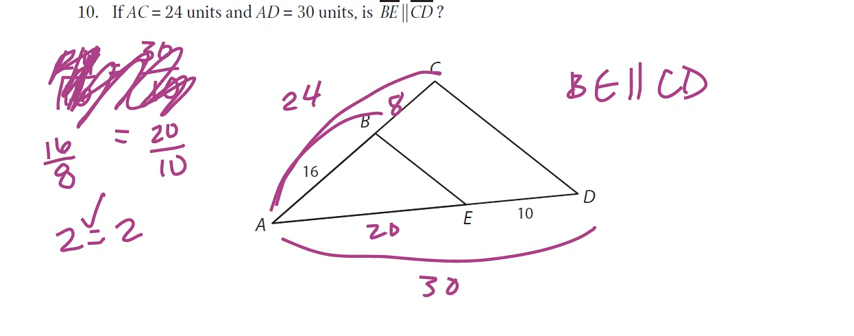 10. If AC = 24 units and AD = 30 units, is BE || CD ?
16/8 = 20/10
2 = 2 ✓
24
8
C
B
16
A
20
E
10
D
30
BE || CD